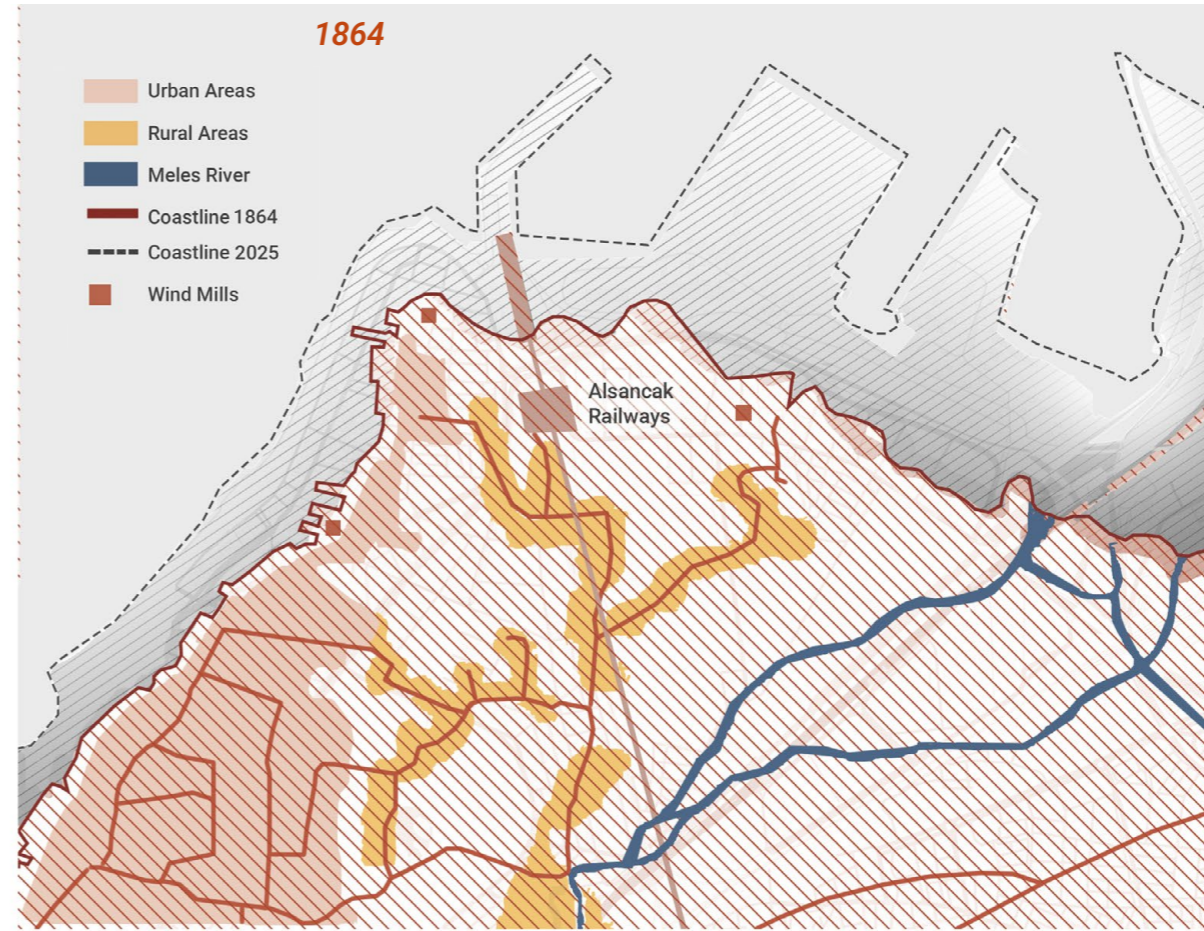 1864
Urban Areas
Rural Areas
Meles River
Coastline 1864
Coastline 2025
Wind Mills
Alsancak
Railways